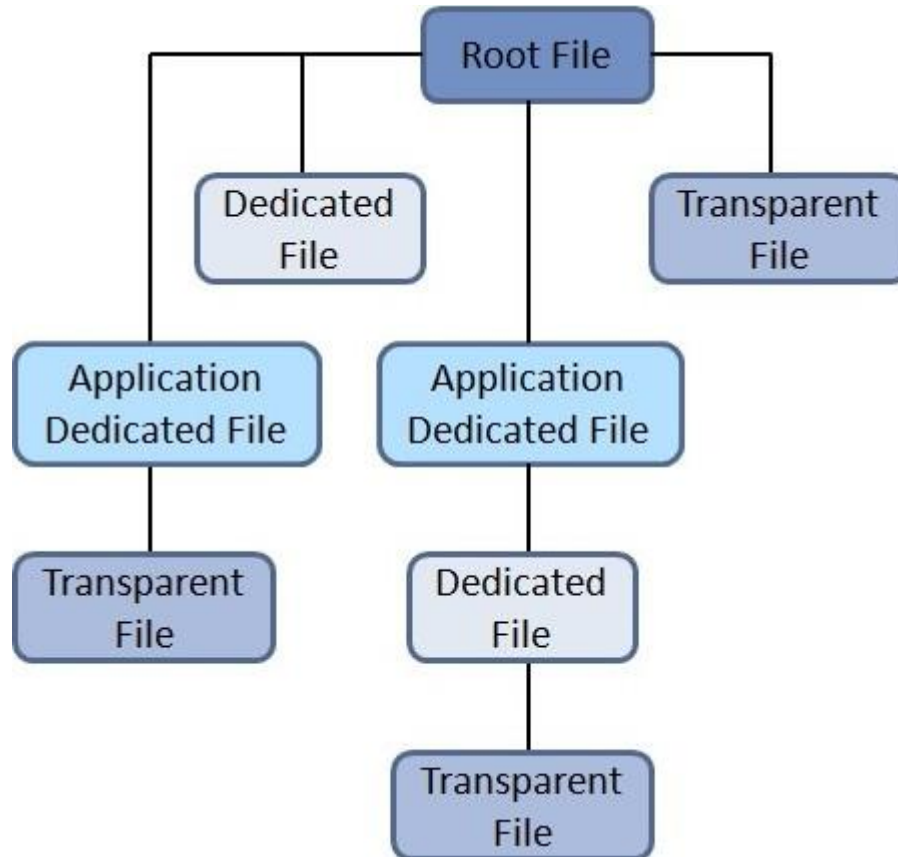 Root File
Dedicated
File
Transparent
File
Application
Dedicated File
Application
Dedicated File
Transparent
File
Dedicated
File
Transparent
File